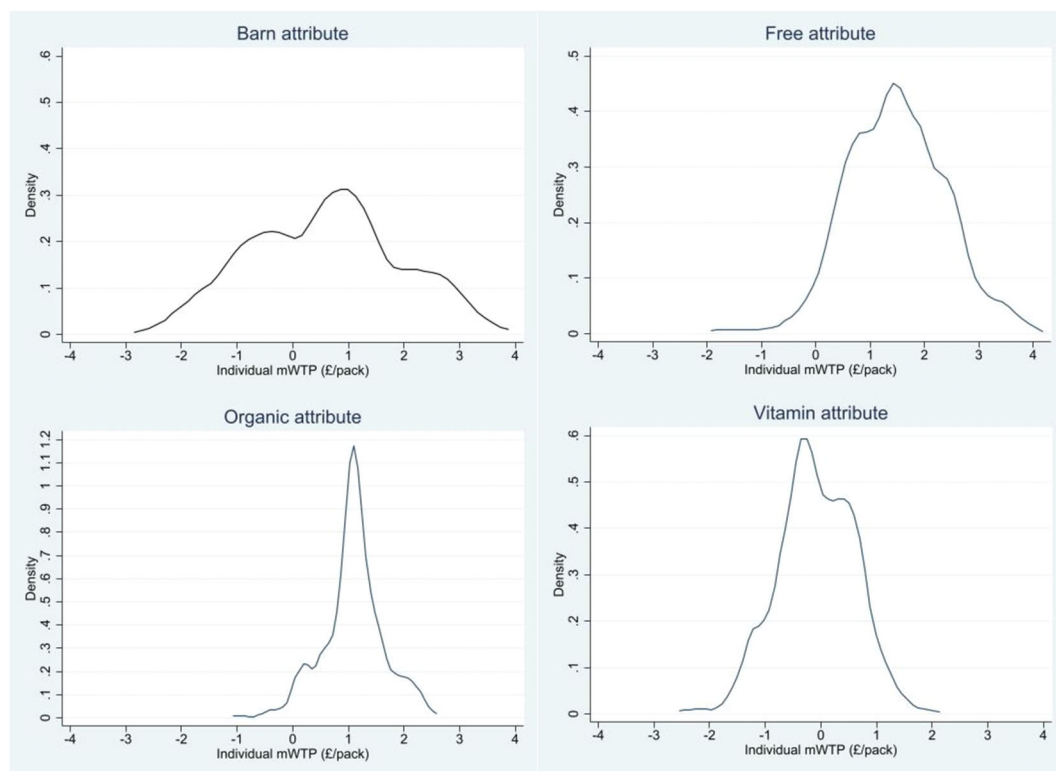 Barn attribute
Density
.6
.5
.4
.3
.2
.1
0
-4 -3 -2 -1 0 1 2 3 4
Individual mWTP (£/pack)
Free attribute
Density
.5
.4
.3
.2
.1
0
-4 -3 -2 -1 0 1 2 3 4
Individual mWTP (£/pack)
Organic attribute
Density
1.2
1.1
1
.9
.8
.7
.6
.5
.4
.3
.2
.1
0
-4 -3 -2 -1 0 1 2 3 4
Individual mWTP (£/pack)
Vitamin attribute
Density
.6
.5
.4
.3
.2
.1
0
-4 -3 -2 -1 0 1 2 3 4
Individual mWTP (£/pack)